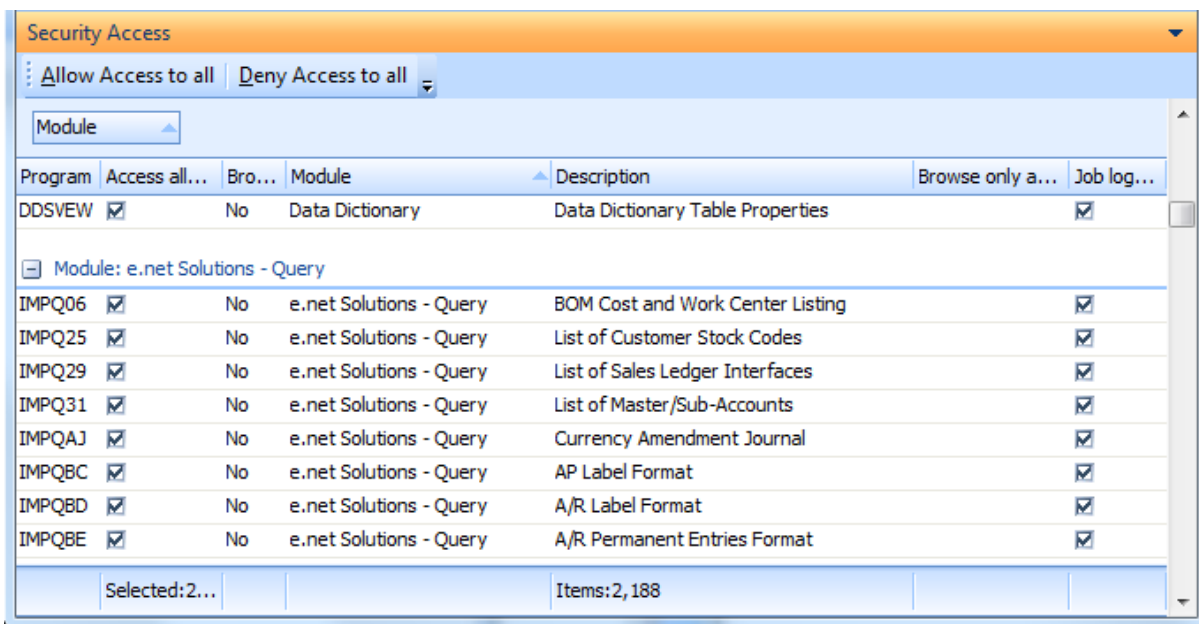 Security Access
Allow Access to all Deny Access to all
Module
Program Access all... Bro... Module Description Browse only a... Job log...
DDSVEW No Data Dictionary Data Dictionary Table Properties
Module: e.net Solutions - Query
IMPQ06 No e.net Solutions - Query BOM Cost and Work Center Listing
IMPQ25 No e.net Solutions - Query List of Customer Stock Codes
IMPQ29 No e.net Solutions - Query List of Sales Ledger Interfaces
IMPQ31 No e.net Solutions - Query List of Master/Sub-Accounts
IMPQAJ No e.net Solutions - Query Currency Amendment Journal
IMPQBC No e.net Solutions - Query AP Label Format
IMPQBD No e.net Solutions - Query A/R Label Format
IMPQBE No e.net Solutions - Query A/R Permanent Entries Format
Selected:2... Items:2,188